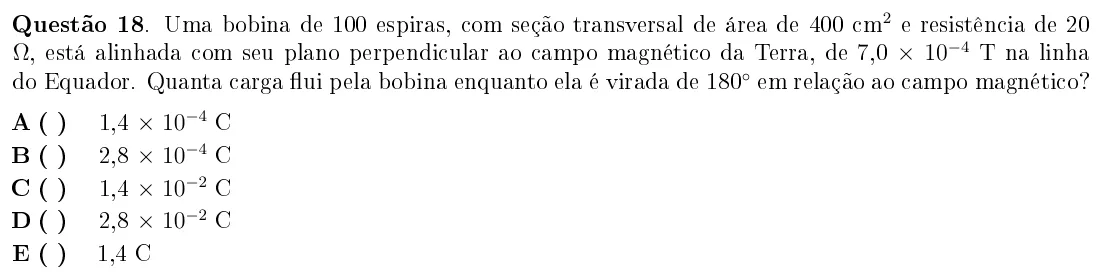 Questão 18. Uma bobina de 100 espiras, com seção transversal de área de 400 cm² e resistência de 20
Ω, está alinhada com seu plano perpendicular ao campo magnético da Terra, de 7,0 × 10⁻⁴ T na linha
do Equador. Quanta carga flui pela bobina enquanto ela é virada de 180° em relação ao campo magnético?
A ( ) 1,4 × 10⁻⁴ C
B ( ) 2,8 × 10⁻⁴ C
C ( ) 1,4 × 10⁻² C
D ( ) 2,8 × 10⁻² C
E ( ) 1,4 C